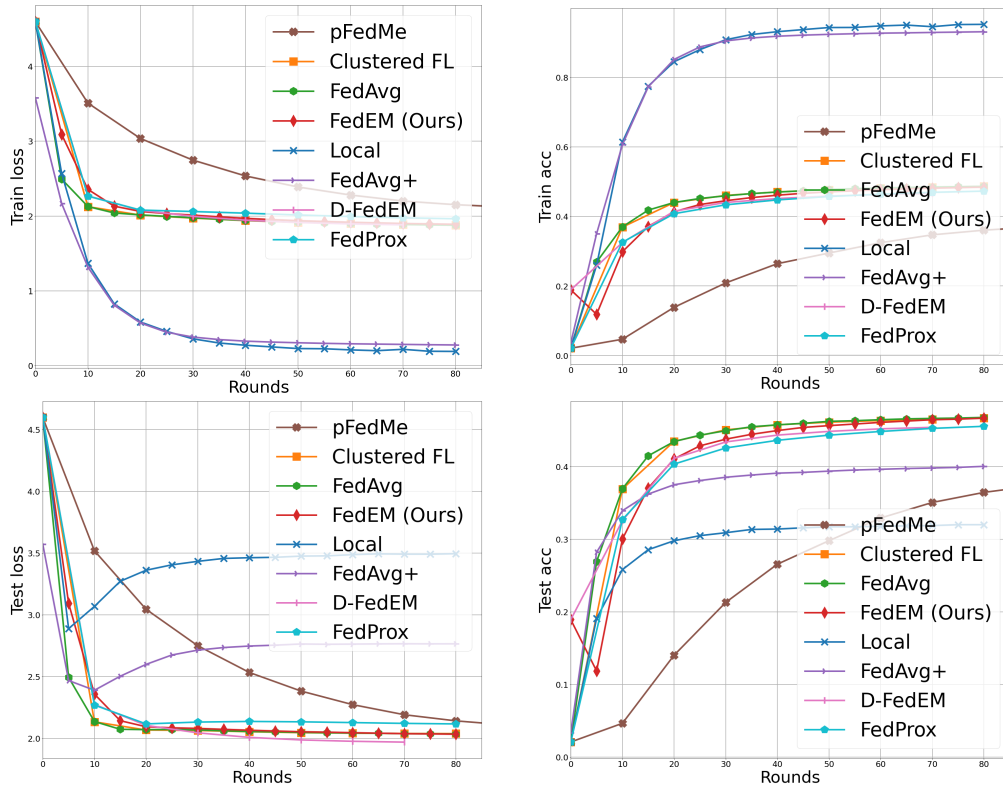 4
3
2
1
0
Train loss
0
10
20
30
40
50
60
70
80
Rounds
pFedMe
Clustered FL
FedAvg
FedEM (Ours)
Local
FedAvg+
D-FedEM
FedProx
0.8
0.6
0.4
0.2
0.0
Train acc
0
10
20
30
40
50
60
70
80
Rounds
pFedMe
Clustered FL
FedAvg
FedEM (Ours)
Local
FedAvg+
D-FedEM
FedProx
4.5
4.0
3.5
3.0
2.5
2.0
Test loss
0
10
20
30
40
50
60
70
80
Rounds
pFedMe
Clustered FL
FedAvg
FedEM (Ours)
Local
FedAvg+
D-FedEM
FedProx
0.4
0.3
0.2
0.1
0.0
Test acc
0
10
20
30
40
50
60
70
80
Rounds
pFedMe
Clustered FL
FedAvg
FedEM (Ours)
Local
FedAvg+
D-FedEM
FedProx